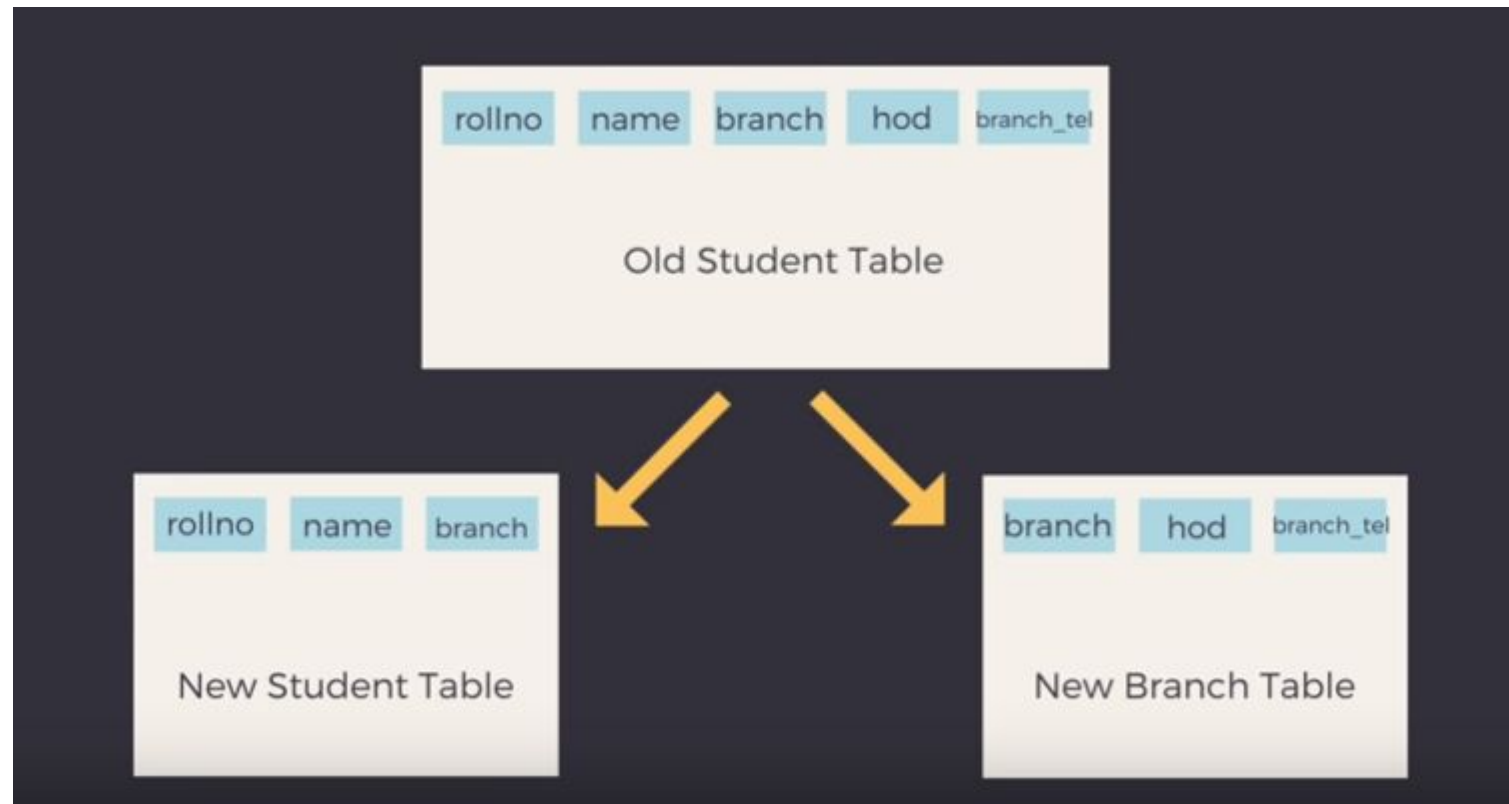 rollno name branch hod branch_tel
Old Student Table
rollno name branch
New Student Table
branch hod branch_tel
New Branch Table